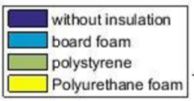 without insulation
board foam
polystyrene
Polyurethane foam